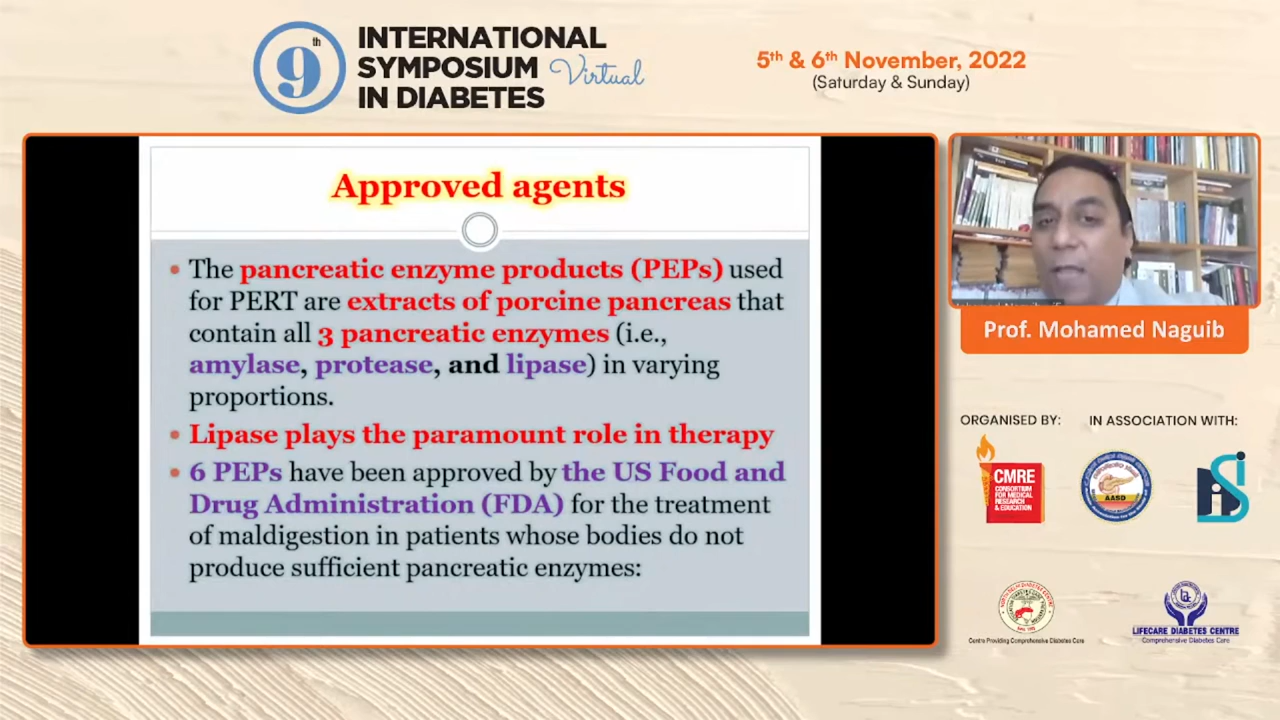 9th
INTERNATIONAL
SYMPOSIUM Virtual
IN DIABETES
5th & 6th November, 2022
(Saturday & Sunday)
Approved agents
• The pancreatic enzyme products (PEPs) used
for PERT are extracts of porcine pancreas that
contain all 3 pancreatic enzymes (i.e.,
amylase, protease, and lipase) in varying
proportions.
• Lipase plays the paramount role in therapy
• 6 PEPs have been approved by the US Food and
Drug Administration (FDA) for the treatment
of maldigestion in patients whose bodies do not
produce sufficient pancreatic enzymes:
Prof. Mohamed Naguib
ORGANISED BY:
IN ASSOCIATION WITH:
CMRE
CONSORTIUM
FOR MEDICAL
RESEARCH
& EDUCATION
AASD
Centre Providing Comprehensive Diabetes Care
LIFECARE DIABETES CENTRE
Comprehensive Diabetes Care